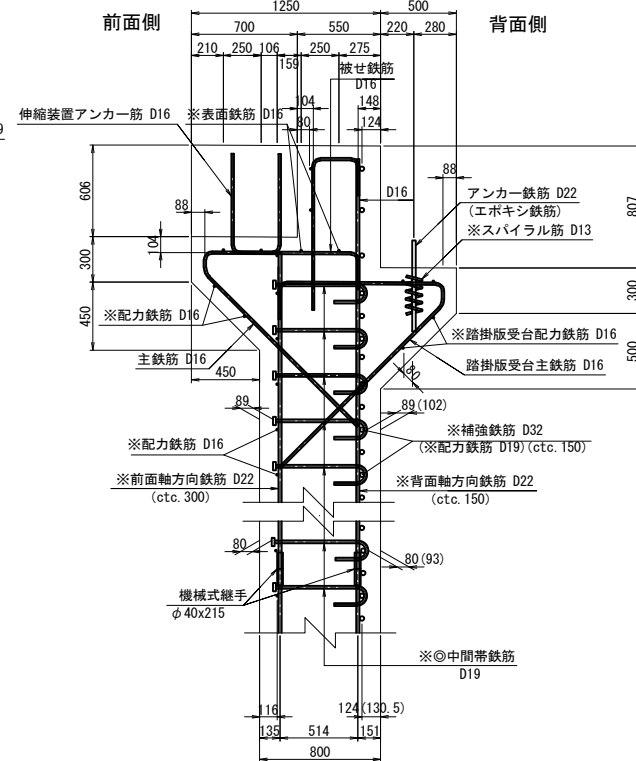 前面側
1250
500
背面側
700
550
220
280
210
250
106
159
250
275
被せ鉄筋
D16
104
148
伸縮装置アンカー筋 D16
※表面鉄筋 D16
80
124
9
88
606
D16
アンカー鉄筋 D22
(エポキシ鉄筋)
807
88
※スパイラル筋 D13
104
300
300
450
※配力鉄筋 D16
※踏掛版受台配力鉄筋 D16
主鉄筋 D16
踏掛版受台主鉄筋 D16
500
80
450
89
89(102)
※補強鉄筋 D32
※配力鉄筋 D16
(※配力鉄筋 D19)(ctc.150)
※前面軸方向鉄筋 D22
(ctc.300)
※背面軸方向鉄筋 D22
(ctc.150)
80
80(93)
機械式継手
φ40x215
※◎中間帯鉄筋
D19
116
124(130.5)
135
514
151
800